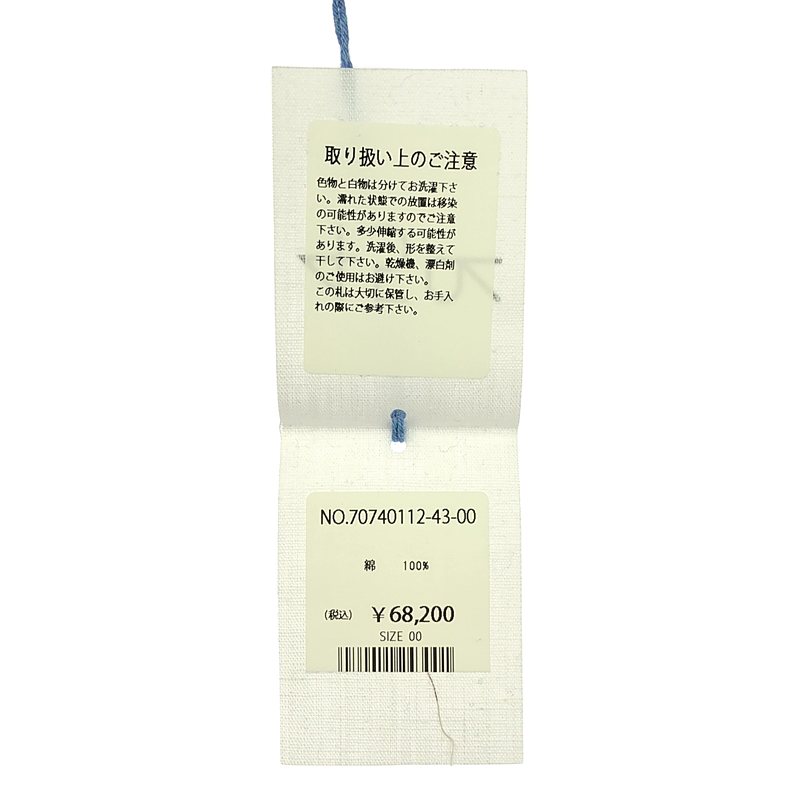 取り扱い上のご注意
色物と白物は分けてお洗濯下さ
い。濡れた状態での放置は移染
の可能性がありますのでご注意
下さい。多少伸縮する可能性が
あります。洗濯後、形を整えて
干して下さい。乾燥機、漂白剤
のご使用はお避け下さい。
この札は大切に保管し、お手入
れの際にご参考下さい。
NO.70740112-43-00
綿 100%
(税込) ¥68,200
SIZE 00